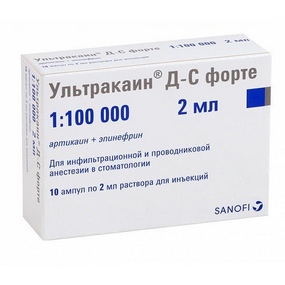 Ультракаин® Д-С форте
1:100 000 2 мл
артикаин + эпинефрин
Для инфильтрационной и проводниковой
анестезии в стоматологии
10 ампул по 2 мл раствора для инъекций
SANOFI